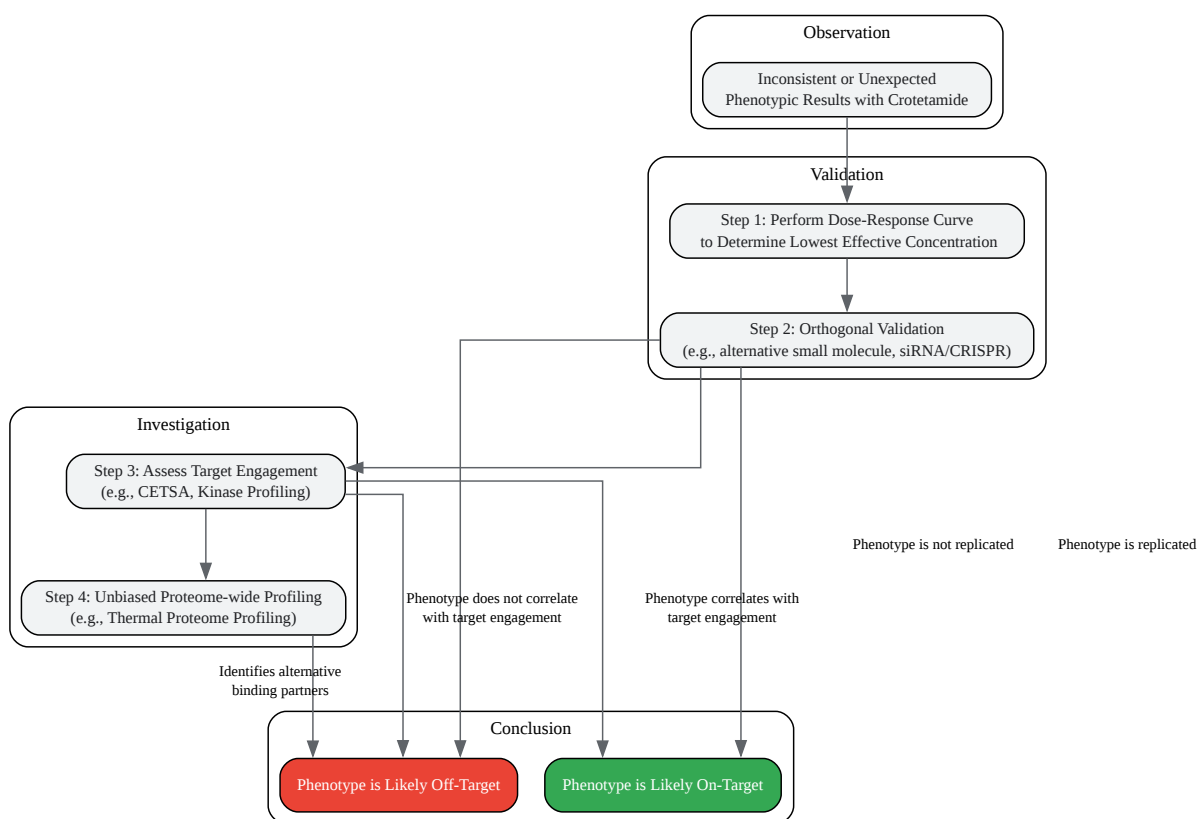 Observation
Inconsistent or Unexpected
Phenotypic Results with Crotetamide
Validation
Step 1: Perform Dose-Response Curve
to Determine Lowest Effective Concentration
Step 2: Orthogonal Validation
(e.g., alternative small molecule, siRNA/CRISPR)
Investigation
Step 3: Assess Target Engagement
(e.g., CETSA, Kinase Profiling)
Phenotype is not replicated
Phenotype is replicated
Step 4: Unbiased Proteome-wide Profiling
(e.g., Thermal Proteome Profiling)
Phenotype does not correlate
with target engagement
Phenotype correlates with
target engagement
Identifies alternative
binding partners
Conclusion
Phenotype is Likely Off-Target
Phenotype is Likely On-Target